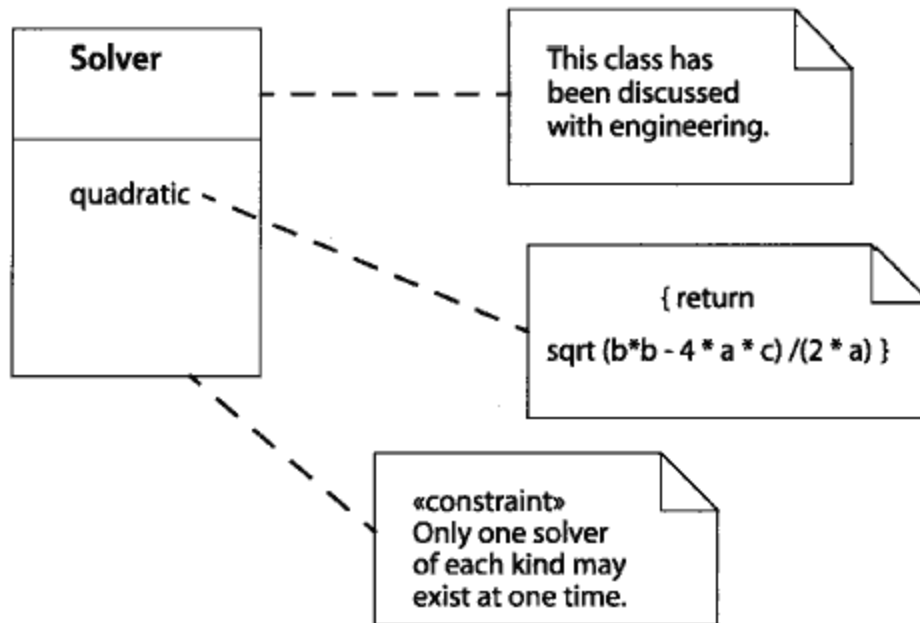 Solver
This class has
been discussed
with engineering.
quadratic
{ return
sqrt (b*b - 4 * a * c) /(2 * a) }
«constraint»
Only one solver
of each kind may
exist at one time.